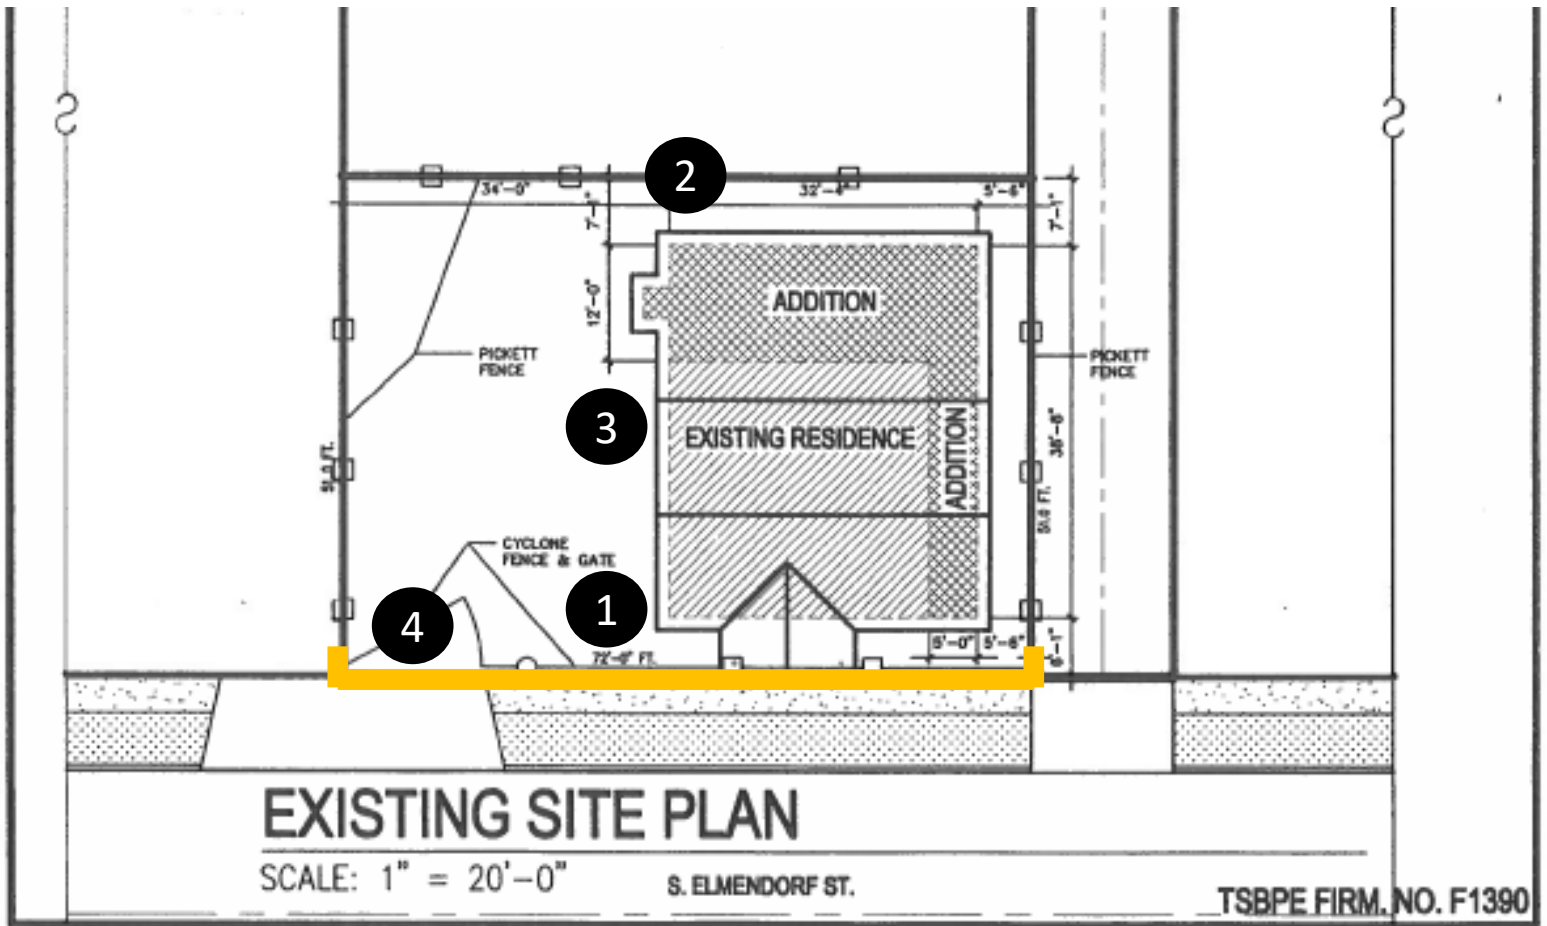 2
34'-0"
32'-4"
5'-6"
7'-1"
7'-1"
12'-0"
ADDITION
PICKETT
FENCE
PICKETT
FENCE
3
EXISTING RESIDENCE
ADDITION
38'-6"
51.0 FT.
51.0 FT.
CYCLONE
FENCE & GATE
1
4
72'-0" FT.
5'-0"
5'-6"
6'-1"
EXISTING SITE PLAN
SCALE: 1" = 20'-0"
S. ELMENDORF ST.
TSBPE FIRM. NO. F1390